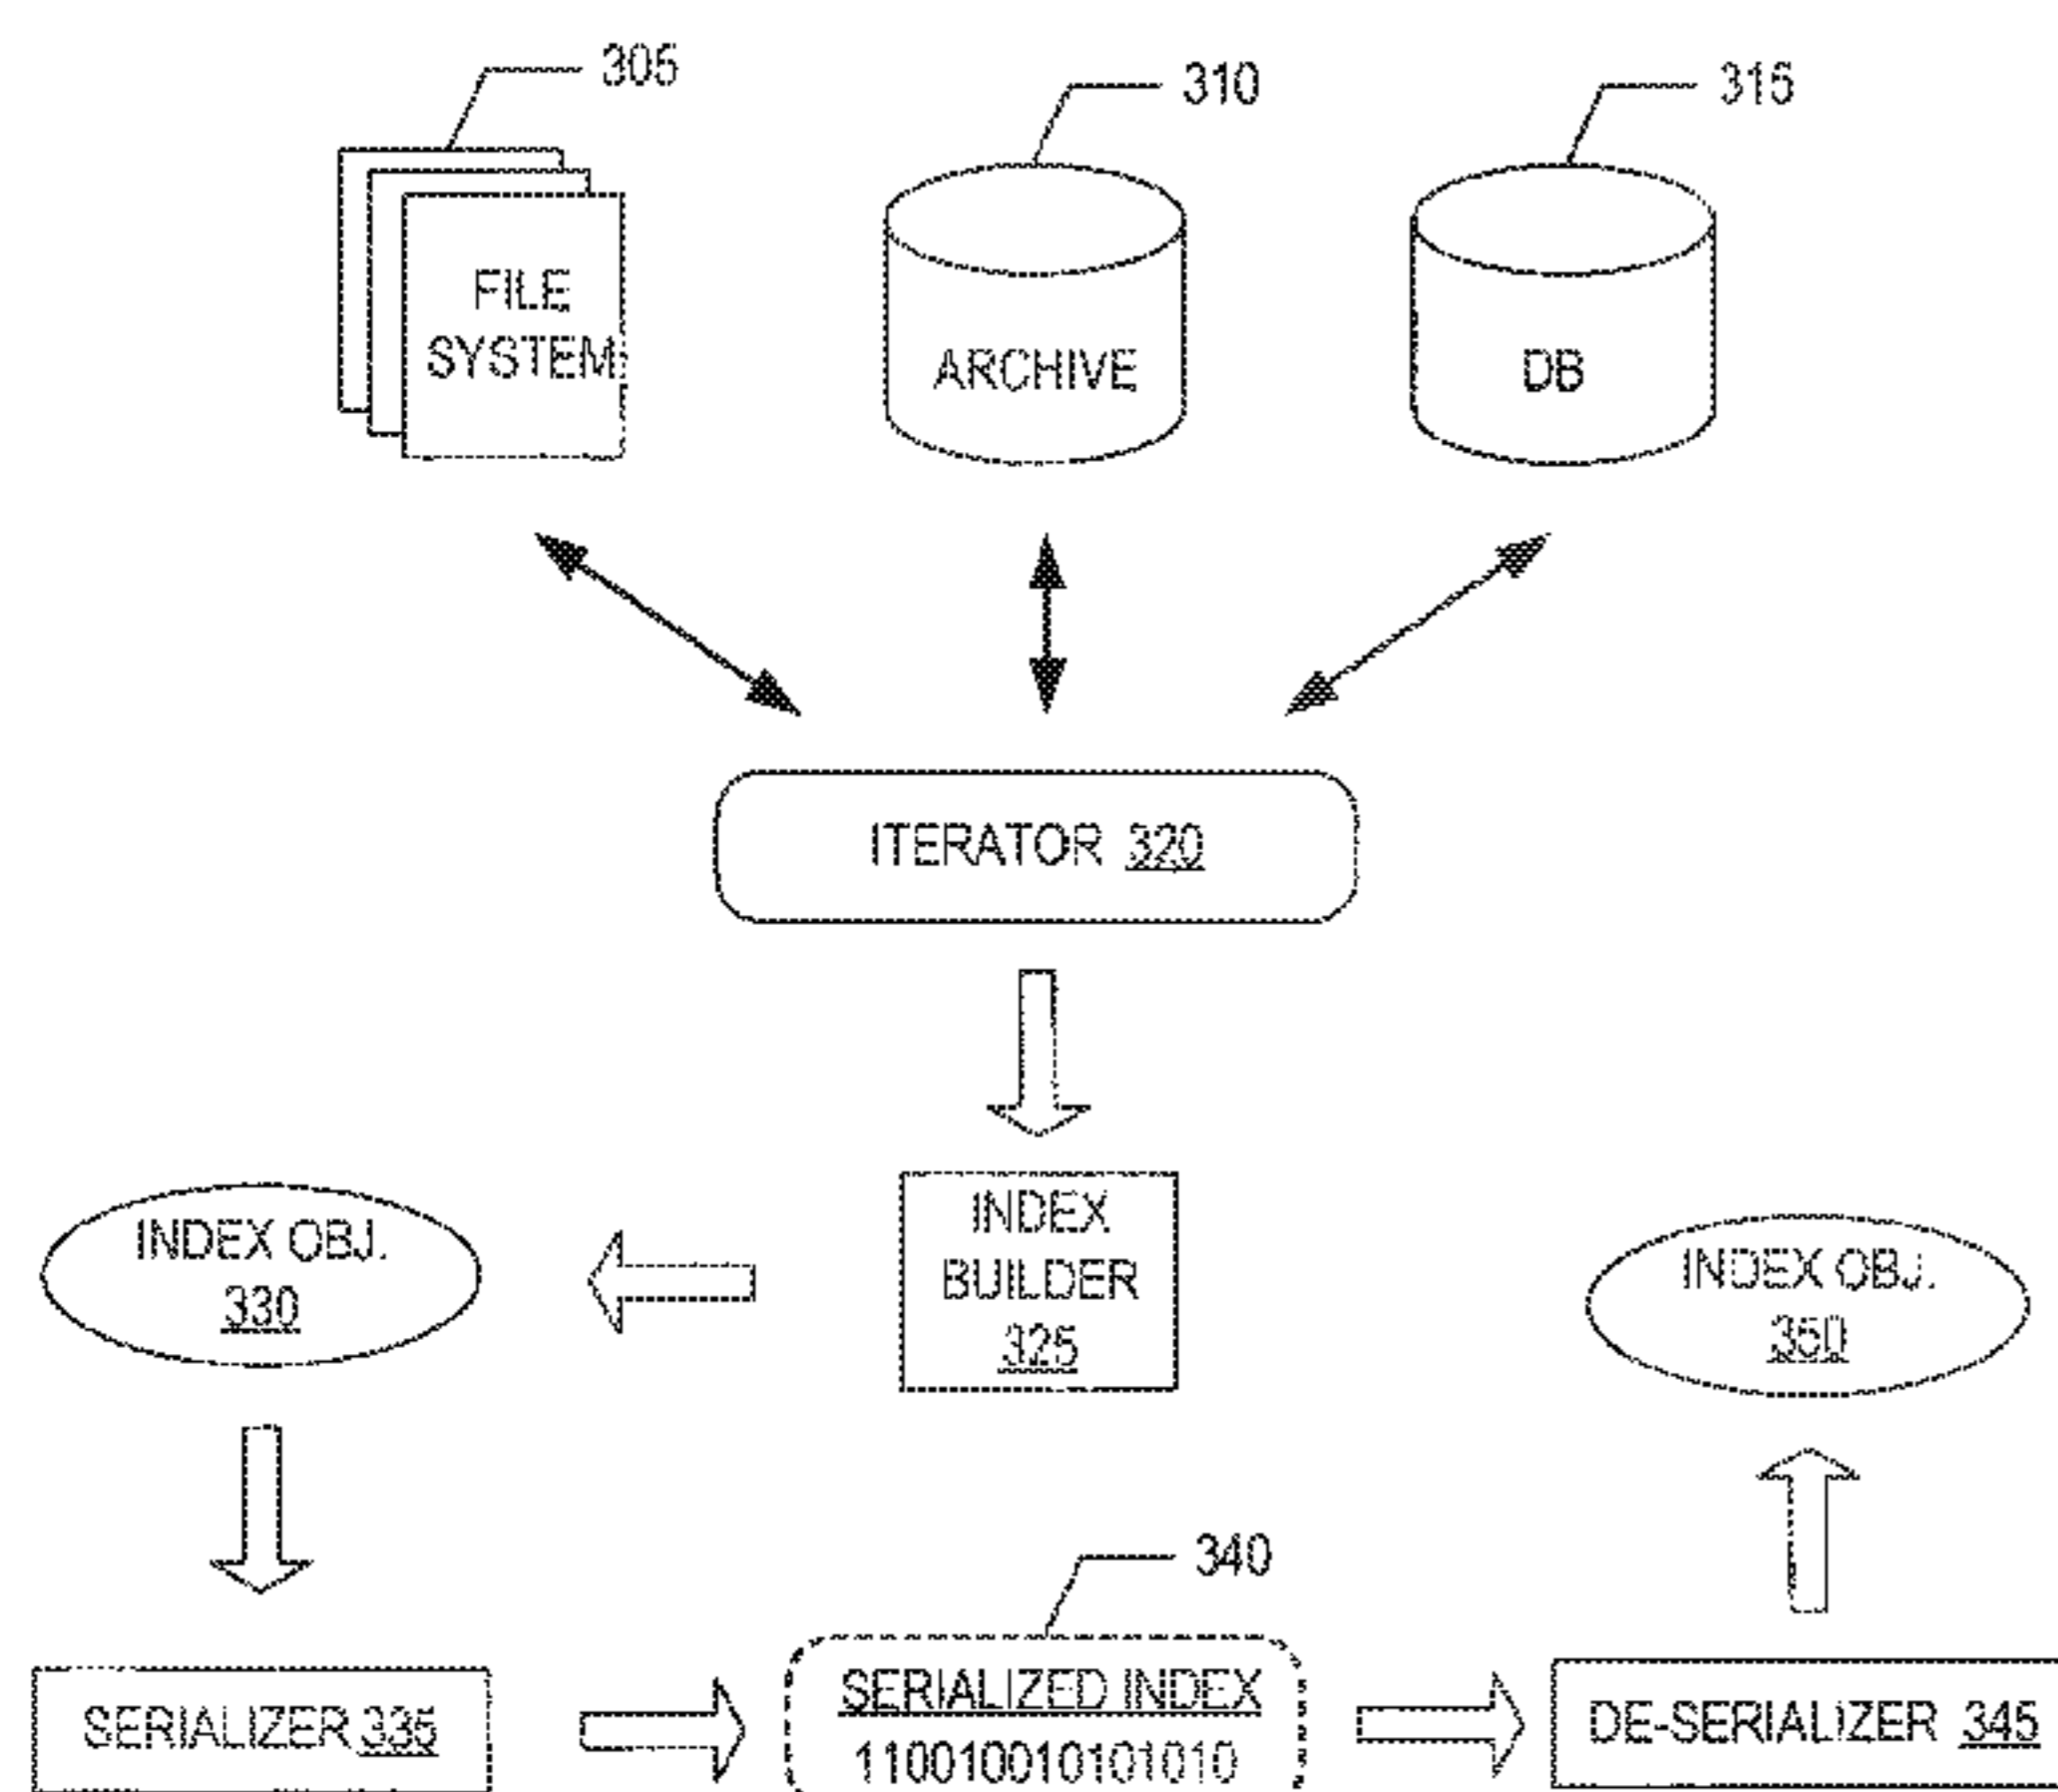 305
310
315
FILE
SYSTEM
ARCHIVE
DB
ITERATOR 320
INDEX
BUILDER
325
INDEX OBJ.
330
INDEX OBJ.
350
340
SERIALIZER 335
SERIALIZED INDEX
110010010101010
DE-SERIALIZER 345